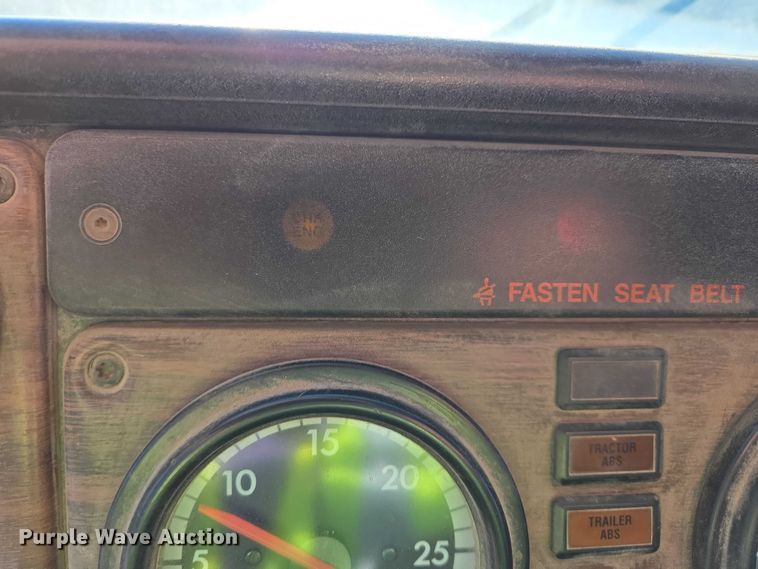 CHK
ENG
FASTEN SEAT BELT
15
10
20
5
25
TRACTOR
ABS
TRAILER
ABS
Purple Wave Auction